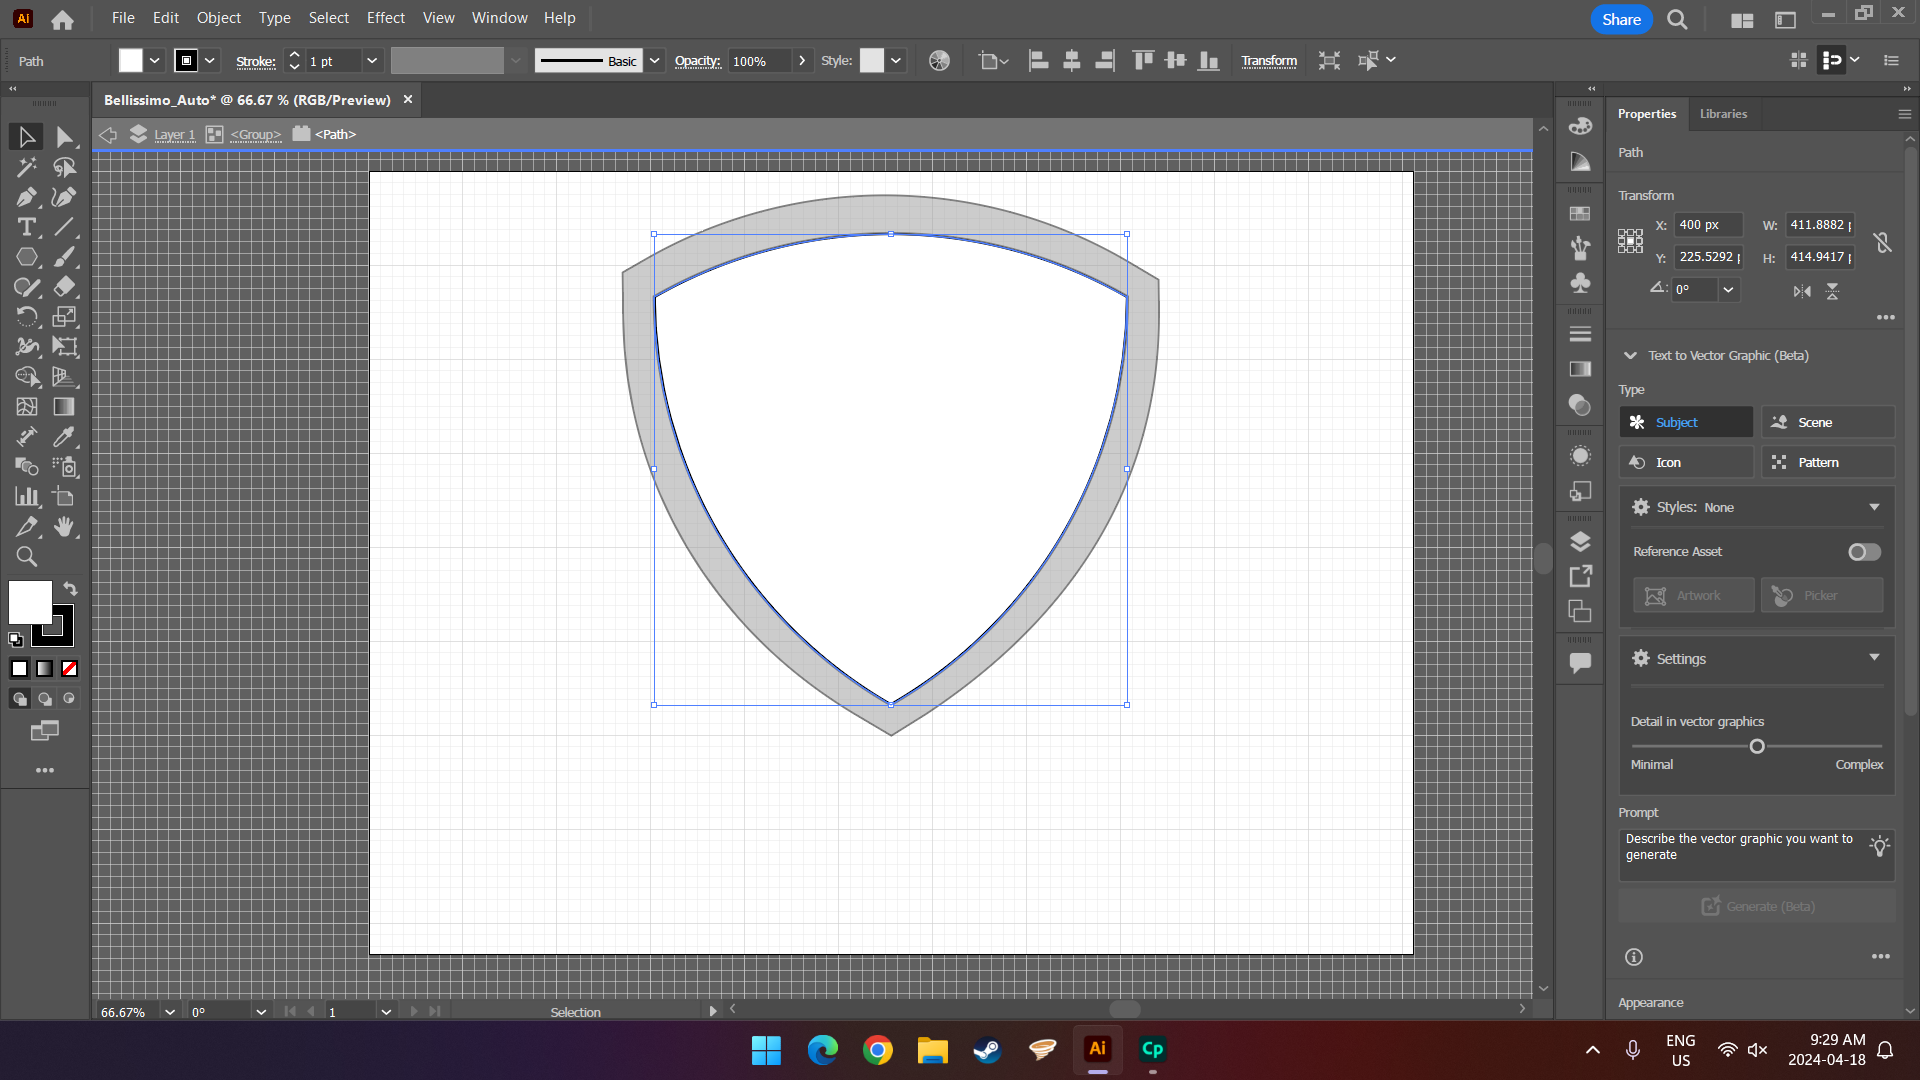 Ai File Edit Object Type Select Effect View Window Help Share
Path Stroke: 1 pt Basic Opacity: 100% Style: Transform
Bellissimo_Auto* @ 66.67 % (RGB/Preview) ×
Layer 1 <Group> <Path>
Properties Libraries
Path
Transform
X: 400 px W: 411.8882
Y: 225.5292 H: 414.9417
0°
Text to Vector Graphic (Beta)
Type
Subject Scene
Icon Pattern
Styles: None
Reference Asset
Artwork Picker
Settings
Detail in vector graphics
Minimal Complex
Prompt
Describe the vector graphic you want to
generate
Generate (Beta)
Appearance
66.67% 0° 1 Selection
Ai Cp
ENG
US
9:29 AM
2024-04-18